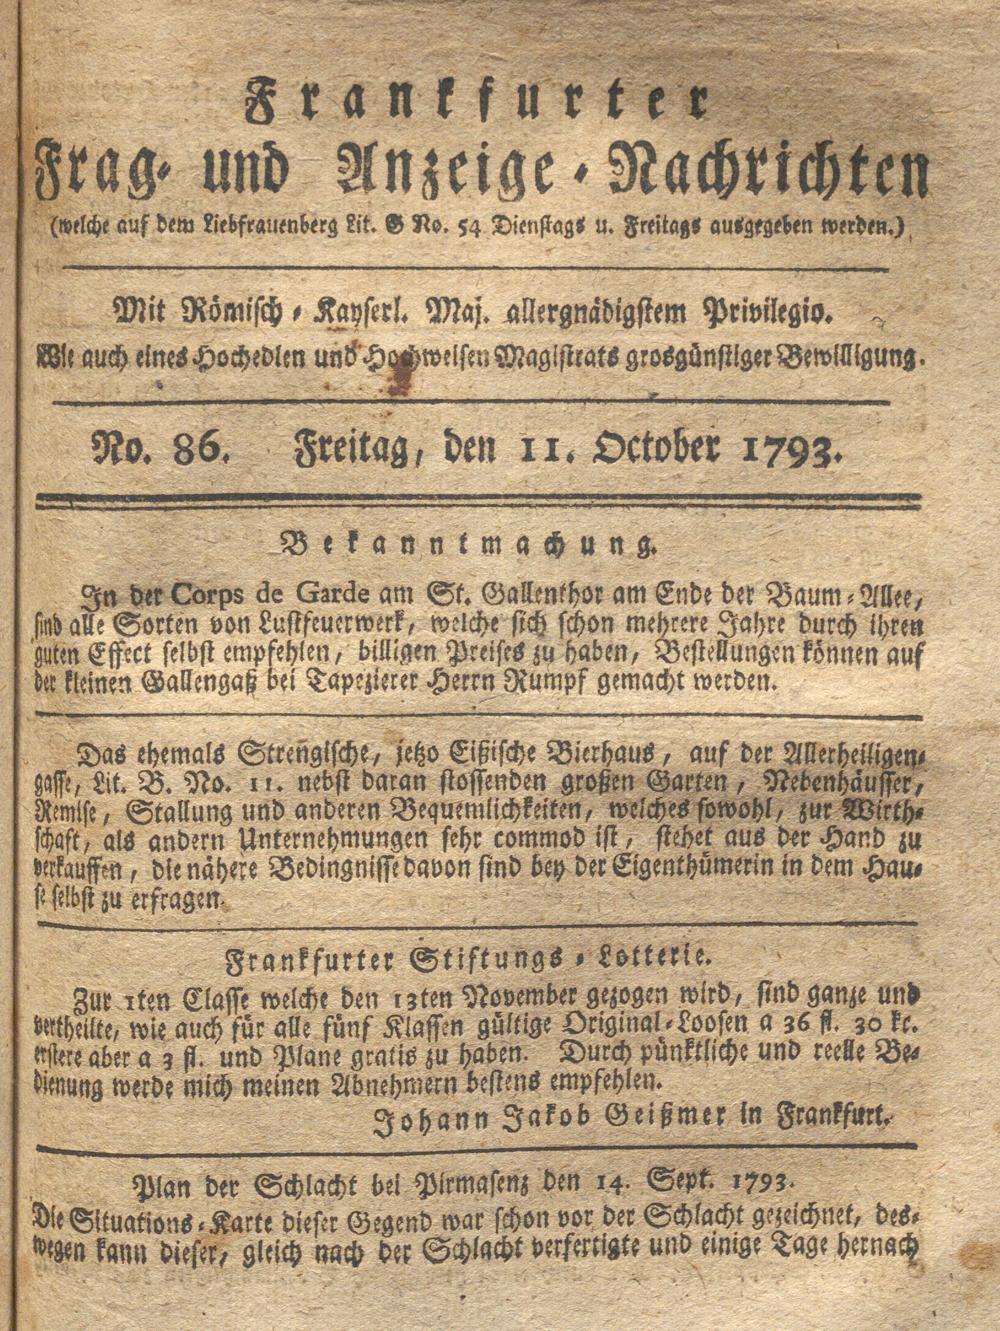 Frankfurter
Frag- und Anzeige-Nachrichten
(welche auf dem Liebfrauenberg Lit. G No. 54 Dienstags u. Freitags ausgegeben werden.)
Mit Römisch-Kayserl. Maj. allergnädigstem Privilegio.
Wie auch eines Hochedlen und Hochweisen Magistrats grosgünstiger Bewilligung.
No. 86. Freitag, den 11. October 1793.
Bekanntmachung.
In der Corps de Garde am St. Gallenthor am Ende der Baum-Allee,
sind alle Sorten von Lustfeuerwerk, welche sich schon mehrere Jahre durch ihren
guten Effect selbst empfehlen, billigen Preises zu haben, Bestellungen können auf
der kleinen Gallengaß bei Tapezierer Herrn Rumpf gemacht werden.
Das ehemals Strengische, jetzo Eißische Bierhaus, auf der Allerheiligen-
gasse, Lit. B. No. 11. nebst daran stossenden großen Garten, Nebenhäusser,
Remise, Stallung und anderen Bequemlichkeiten, welches sowohl, zur Wirth-
schaft, als andern Unternehmungen sehr commod ist, stehet aus der Hand zu
verkauffen, die nähere Bedingnisse davon sind bey der Eigenthümerin in dem Hau-
se selbst zu erfragen.
Frankfurter Stiftungs-Lotterie.
Zur 1ten Classe welche den 13ten November gezogen wird, sind ganze und
vertheilte, wie auch für alle fünf Klassen gültige Original-Loosen a 36 fl. 30 kr.
erstere aber a 3 fl. und Plane gratis zu haben. Durch pünktliche und reelle Be-
dienung werde mich meinen Abnehmern bestens empfehlen.
Johann Jakob Geißmer in Frankfurt.
Plan der Schlacht bei Pirmasenz den 14. Sept. 1793.
Die Situations-Karte dieser Gegend war schon vor der Schlacht gezeichnet, des-
wegen kann dieser, gleich nach der Schlacht verfertigte und einige Tage hernach